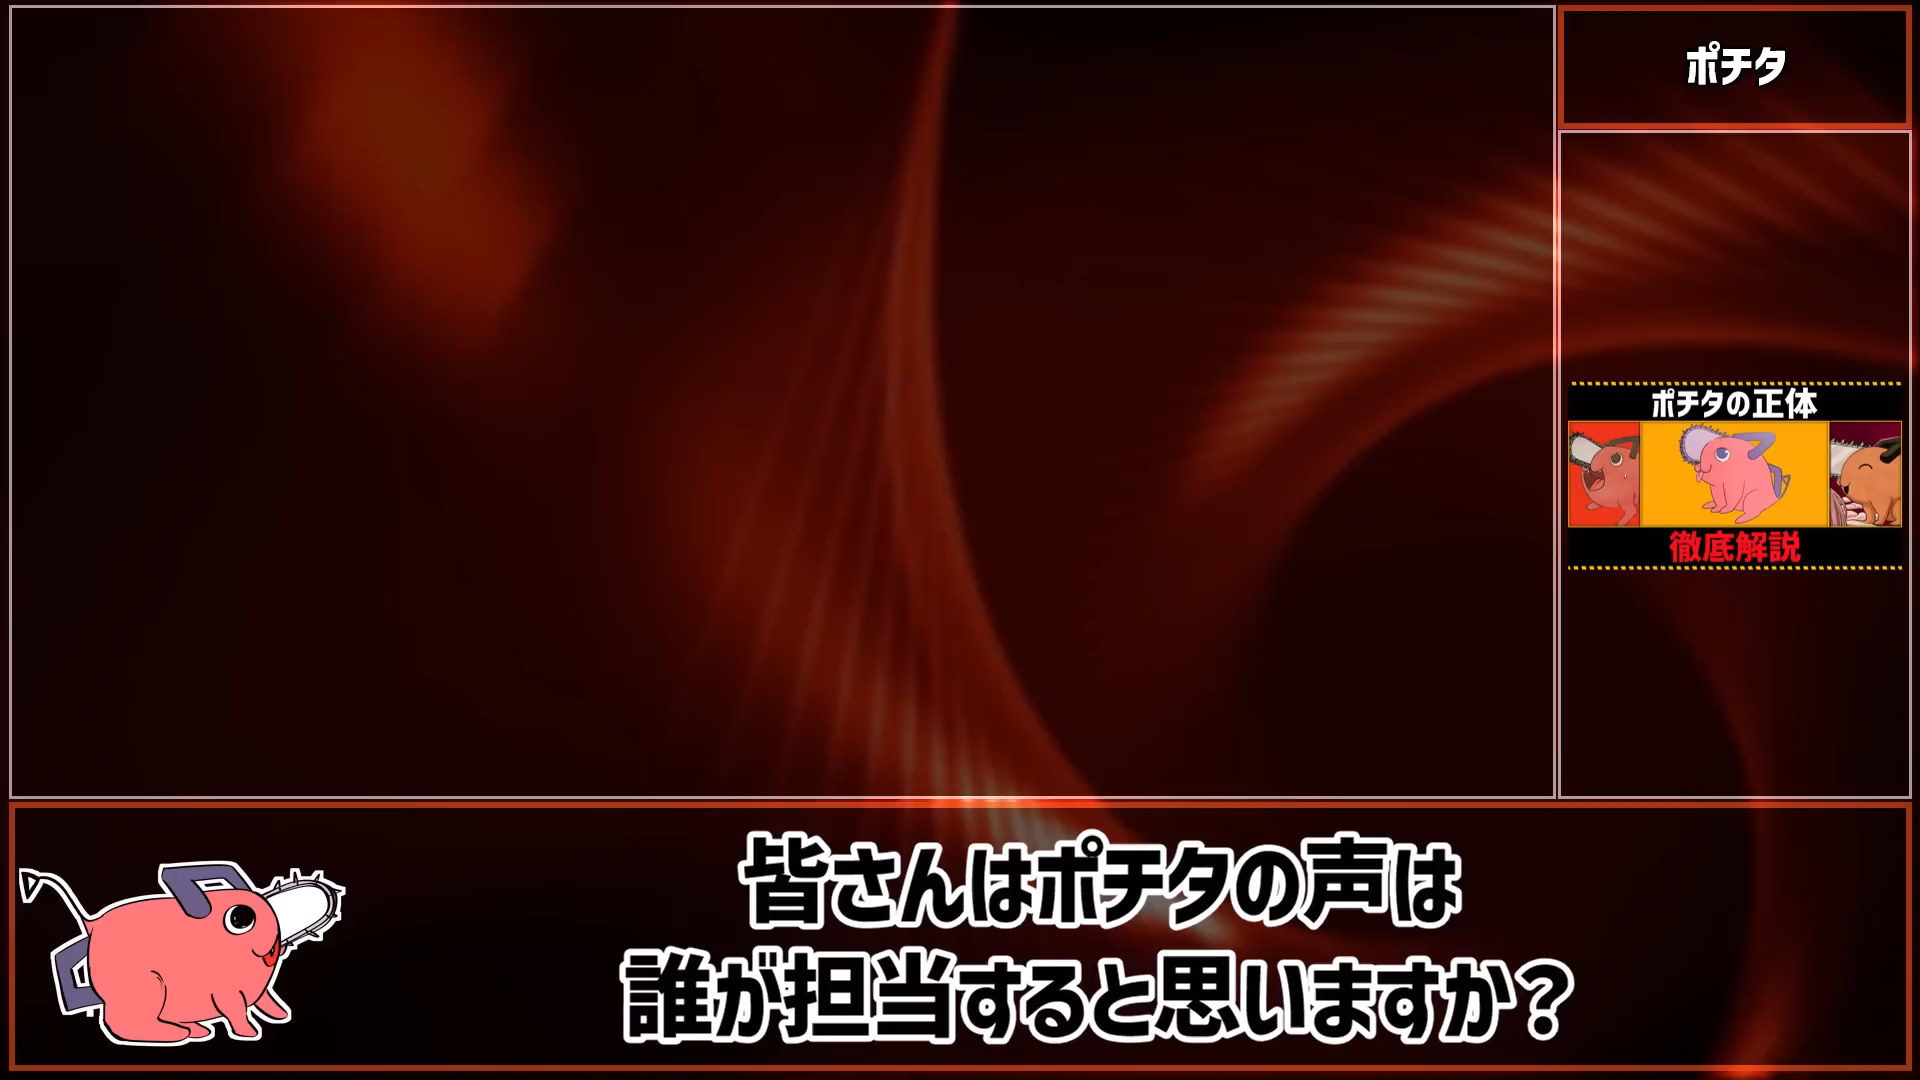 ポチタ
ポチタの正体
徹底解説
皆さんはポチタの声は
誰が担当すると思いますか？